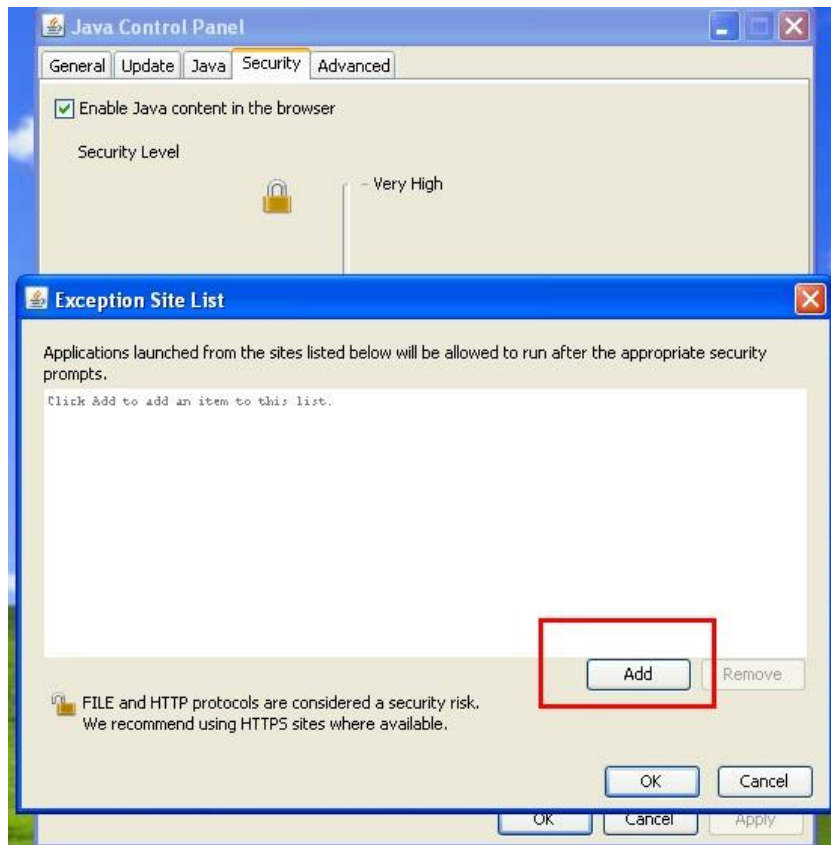 Java Control Panel
General Update Java Security Advanced
Enable Java content in the browser
Security Level
- Very High
Exception Site List
Applications launched from the sites listed below will be allowed to run after the appropriate security
prompts.
Click Add to add an item to this list.
Add Remove
FILE and HTTP protocols are considered a security risk.
We recommend using HTTPS sites where available.
OK Cancel
OK Cancel Apply